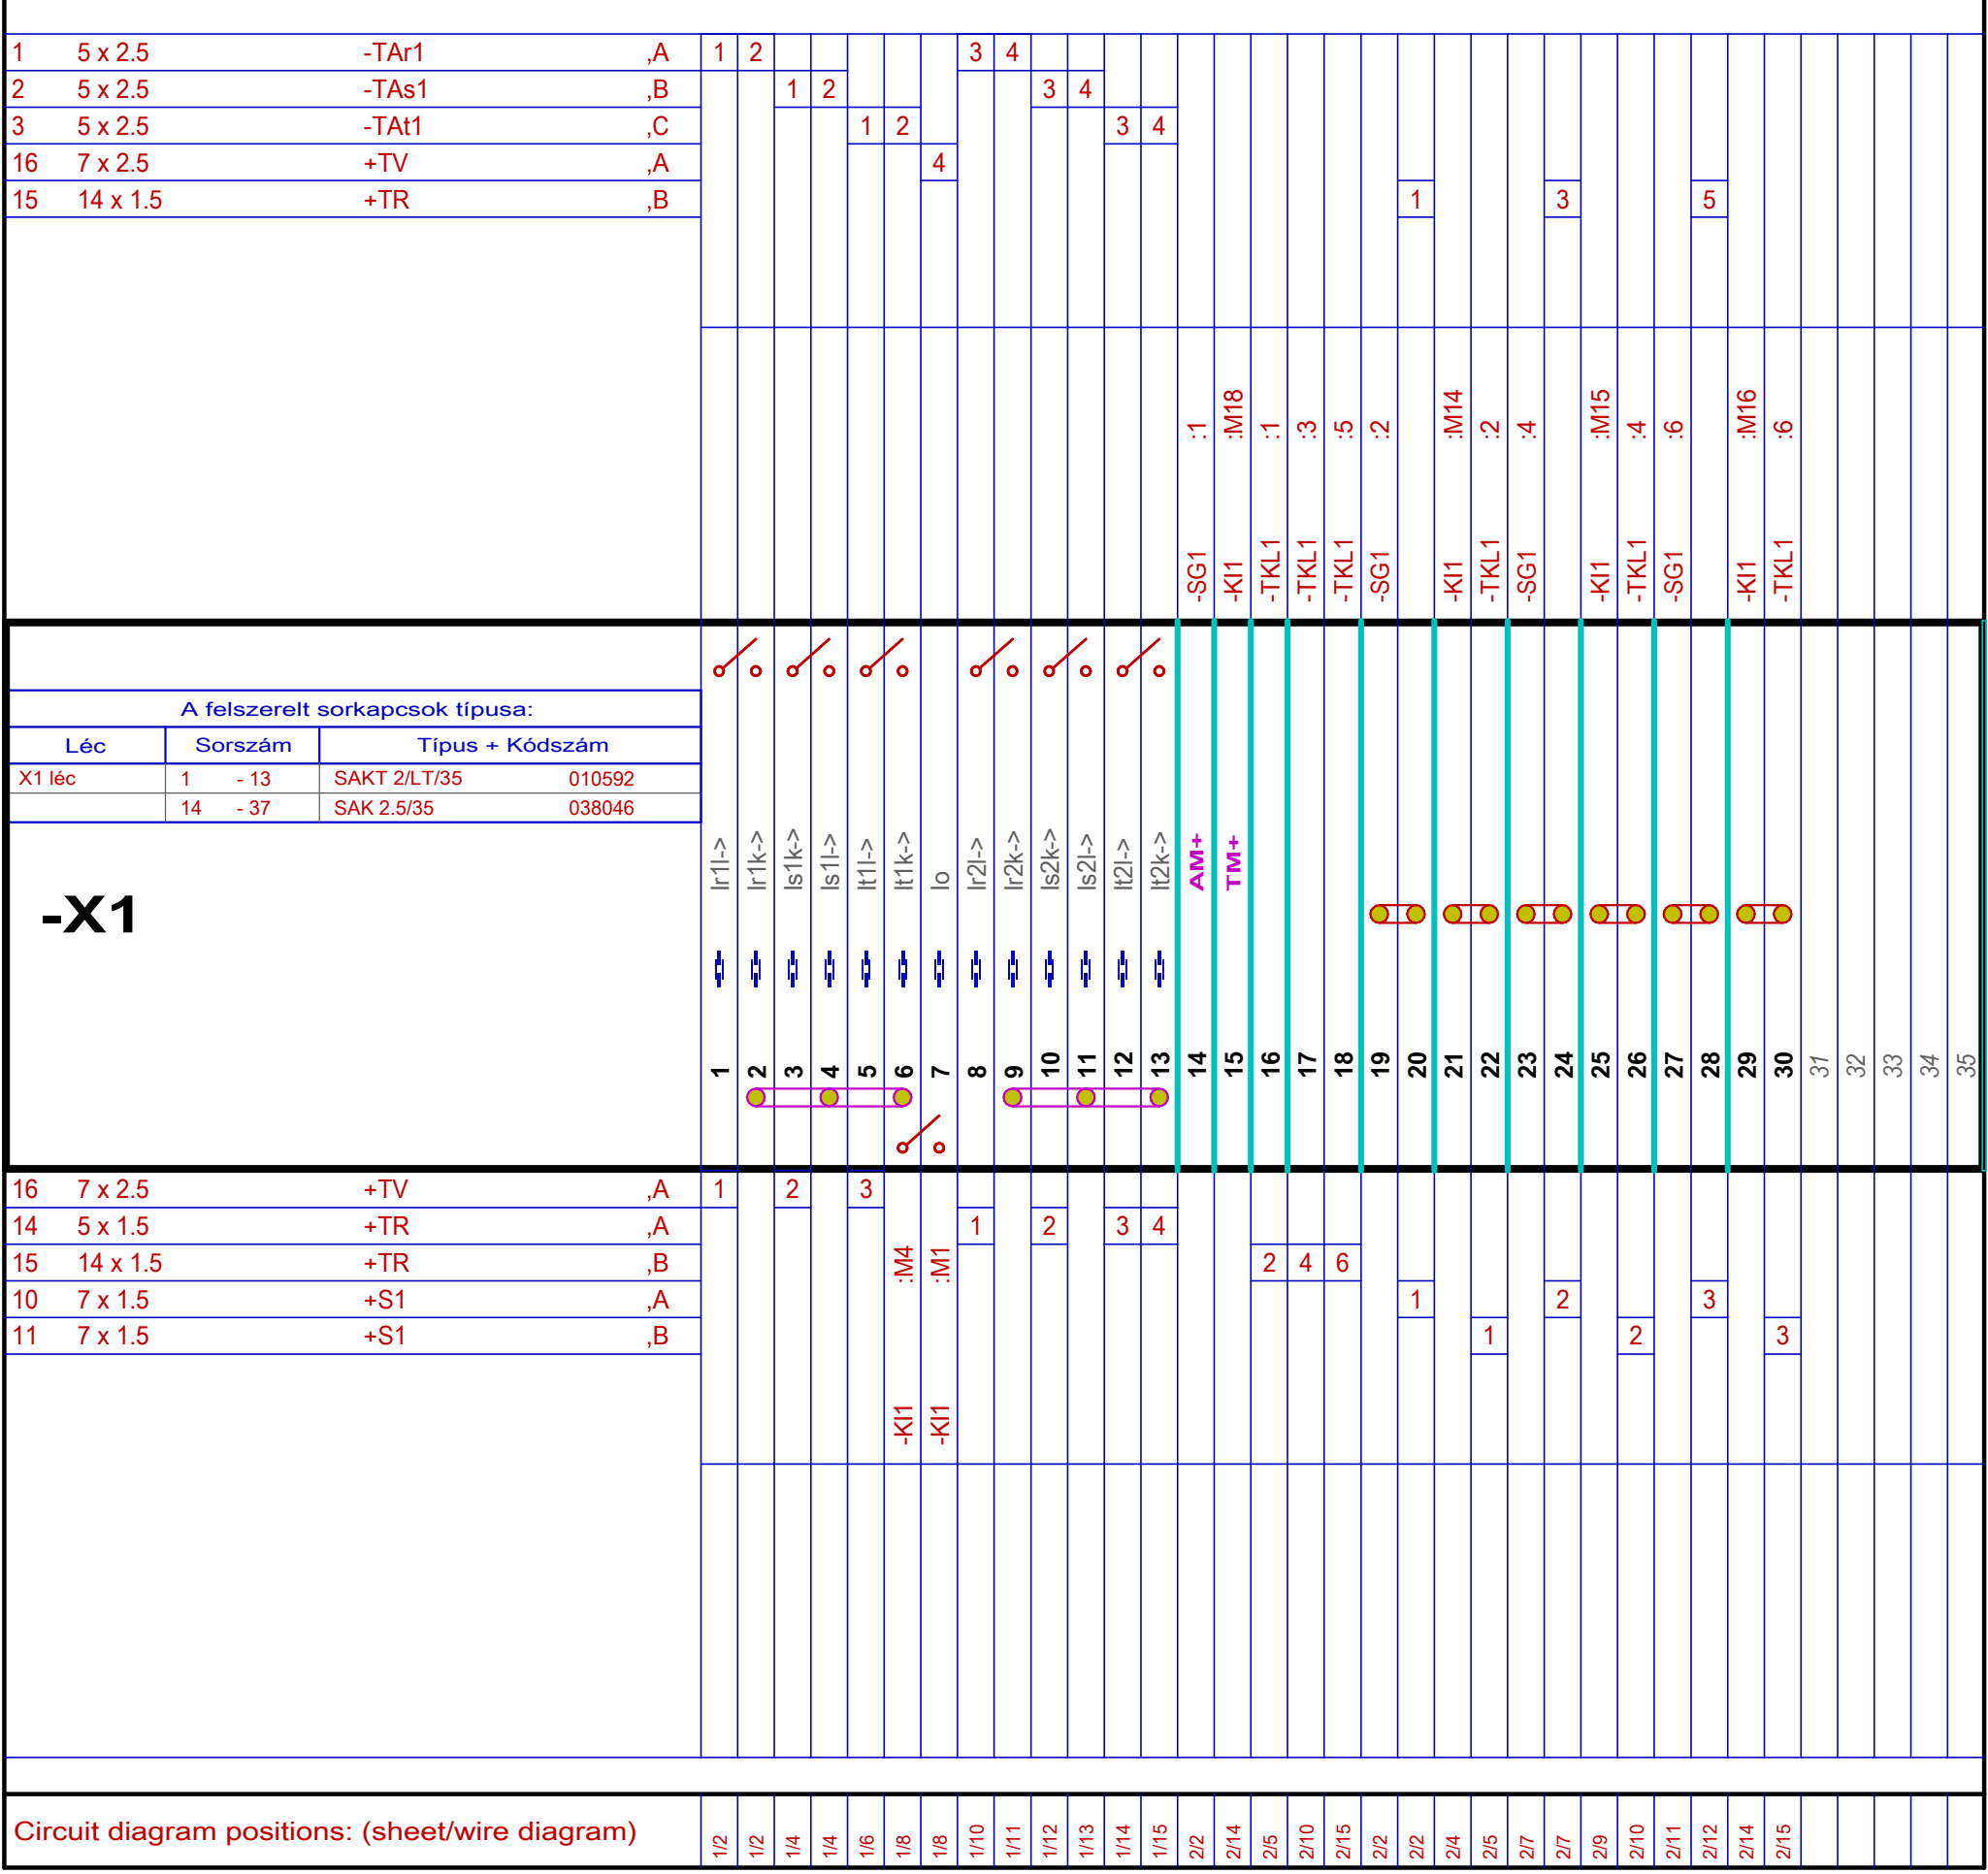 1 5 x 2.5 -TAr1 ,A 1 2 3 4
2 5 x 2.5 -TAs1 ,B 1 2 3 4
3 5 x 2.5 -TAt1 ,C 1 2 3 4
16 7 x 2.5 +TV ,A 4
15 14 x 1.5 +TR ,B 1 3 5
:1 :M18 :1 :3 :5 :2 :M14 :2 :4 :M15 :4 :6 :M16 :6
-SG1 -KI1 -TKL1 -TKL1 -TKL1 -SG1 -KI1 -TKL1 -SG1 -KI1 -TKL1 -SG1 -KI1 -TKL1
A felszerelt sorkapcsok típusa:
Léc Sorszám Típus + Kódszám
X1 léc 1 - 13 SAKT 2/LT/35 010592
14 - 37 SAK 2.5/35 038046
Ir1l-> Ir1k-> Is1k-> Is1l-> It1l-> It1k-> Io Ir2l-> Ir2k-> Is2k-> Is2l-> It2l-> It2k-> AM+ TM+
-X1
1 2 3 4 5 6 7 8 9 10 11 12 13 14 15 16 17 18 19 20 21 22 23 24 25 26 27 28 29 30 31 32 33 34 35
16 7 x 2.5 +TV ,A 1 2 3
14 5 x 1.5 +TR ,A 1 2 3 4
15 14 x 1.5 +TR ,B 2 4 6
10 7 x 1.5 +S1 ,A 1 2 3
11 7 x 1.5 +S1 ,B 1 2 3
:M4 :M1
-KI1 -KI1
Circuit diagram positions: (sheet/wire diagram) 1/2 1/2 1/4 1/4 1/6 1/8 1/8 1/10 1/11 1/12 1/13 1/14 1/15 2/2 2/14 2/5 2/10 2/15 2/2 2/2 2/4 2/5 2/7 2/7 2/9 2/10 2/11 2/12 2/14 2/15